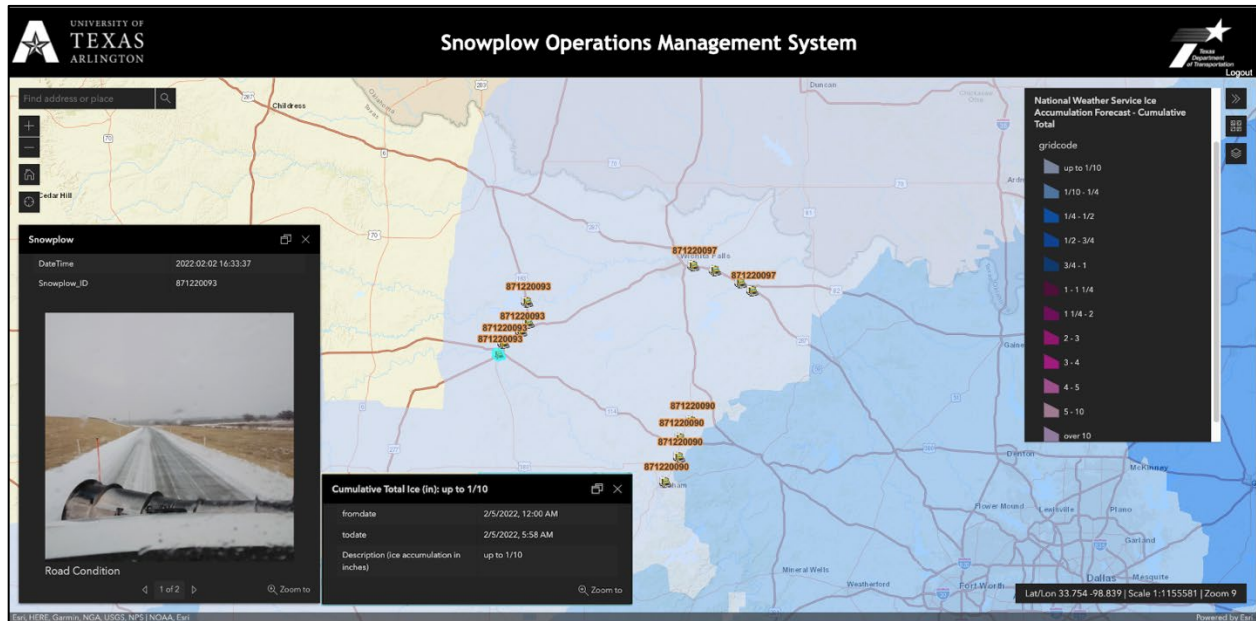 UNIVERSITY OF
TEXAS
ARLINGTON
Snowplow Operations Management System
Texas
Department
of Transportation
Logout
Find address or place
Childress
Duncan
National Weather Service Ice
Accumulation Forecast - Cumulative
Total
gridcode
up to 1/10
1/10 - 1/4
1/4 - 1/2
1/2 - 3/4
3/4 - 1
1 - 1 1/4
1 1/4 - 2
2 - 3
3 - 4
4 - 5
5 - 10
over 10
Cedar Hill
Snowplow
DateTime 2022:02:02 16:33:37
Snowplow_ID 871220093
Road Condition
1 of 2
Zoom to
871220097
Wichita Falls
871220097
871220093
871220093
871220093
871220093
871220090
871220090
871220090
871220090
Cumulative Total Ice (in): up to 1/10
fromdate 2/5/2022, 12:00 AM
todate 2/5/2022, 5:58 AM
Description (ice accumulation in
inches) up to 1/10
Zoom to
Denton
McKinney
Flower Mound
Lewisville
Plano
Garland
Mineral Wells
Weatherford
Fort Worth
Dallas
Mesquite
Lat/Lon 33.754 -98.839 | Scale 1:1155581 | Zoom 9
Esri, HERE, Garmin, NGA, USGS, NPS | NOAA, Esri
Powered by Esri